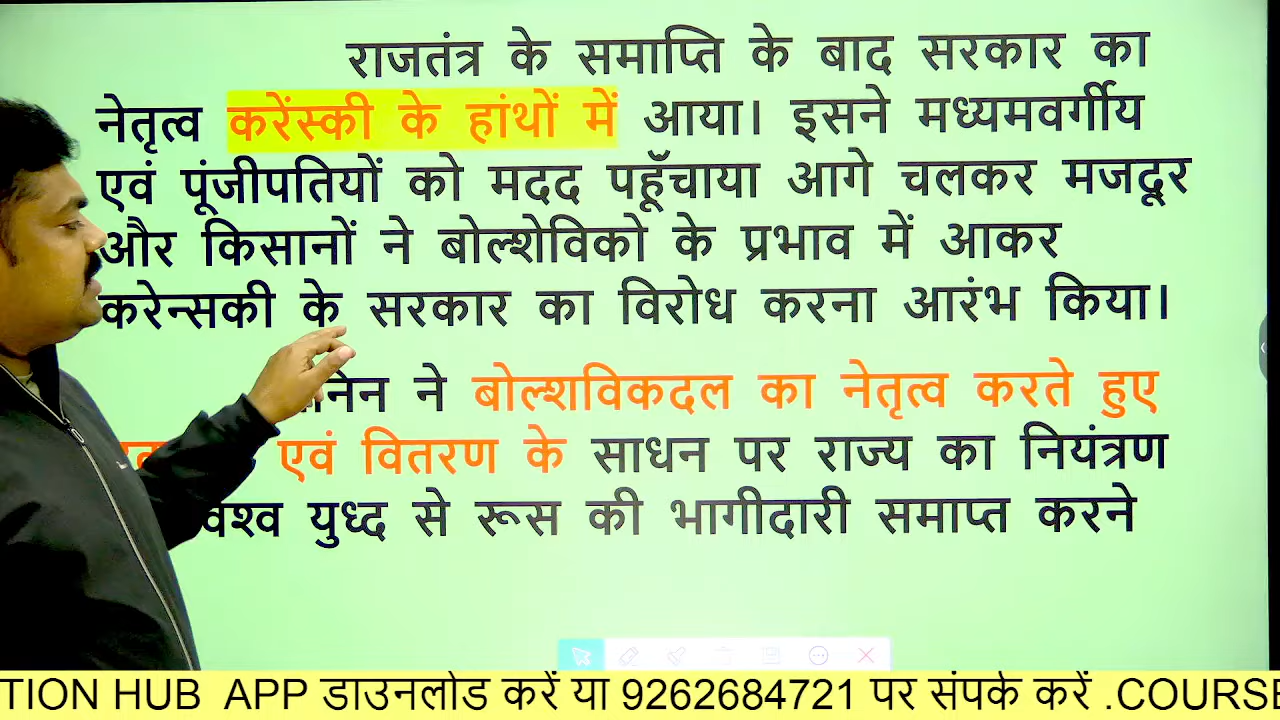 राजतंत्र के समाप्ति के बाद सरकार का
नेतृत्व करेंस्की के हांथों में आया। इसने मध्यमवर्गीय
एवं पूंजीपतियों को मदद पहूँचाया आगे चलकर मजदूर
और किसानों ने बोल्शेविको के प्रभाव में आकर
करेन्सकी के सरकार का विरोध करना आरंभ किया।
ने बोल्शविकदल का नेतृत्व करते हुए
एवं वितरण के साधन पर राज्य का नियंत्रण
युध्द से रूस की भागीदारी समाप्त करने
TION HUB APP डाउनलोड करें या 9262684721 पर संपर्क करें .COURSE